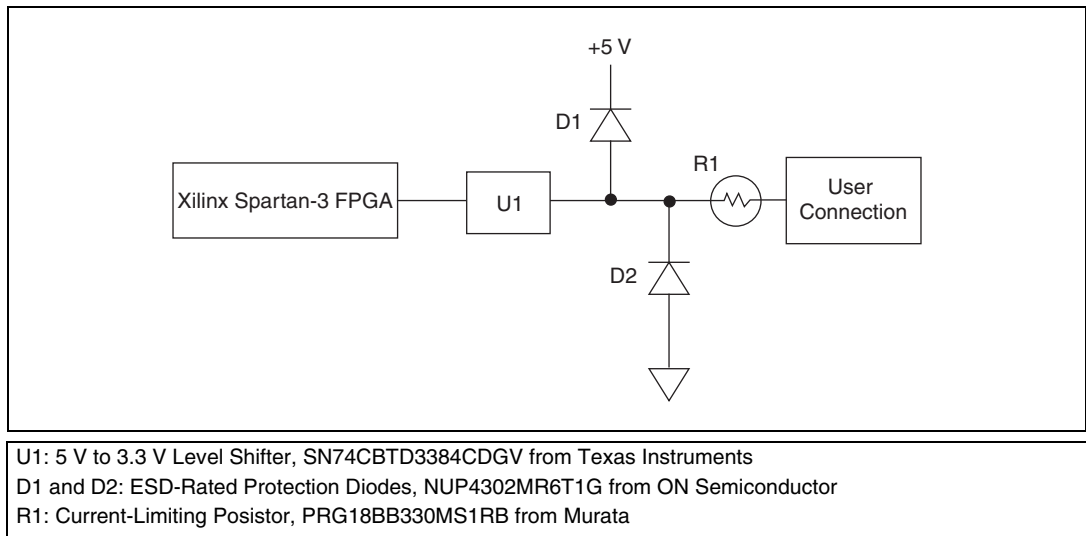 +5 V
D1
R1
Xilinx Spartan-3 FPGA
U1
User
Connection
D2
U1: 5 V to 3.3 V Level Shifter, SN74CBTD3384CDGV from Texas Instruments
D1 and D2: ESD-Rated Protection Diodes, NUP4302MR6T1G from ON Semiconductor
R1: Current-Limiting Posistor, PRG18BB330MS1RB from Murata